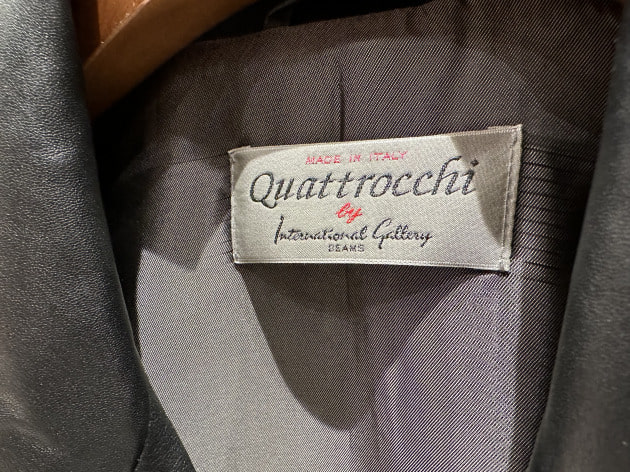 MADE IN ITALY
Quattrocchi
by
International Gallery
BEAMS